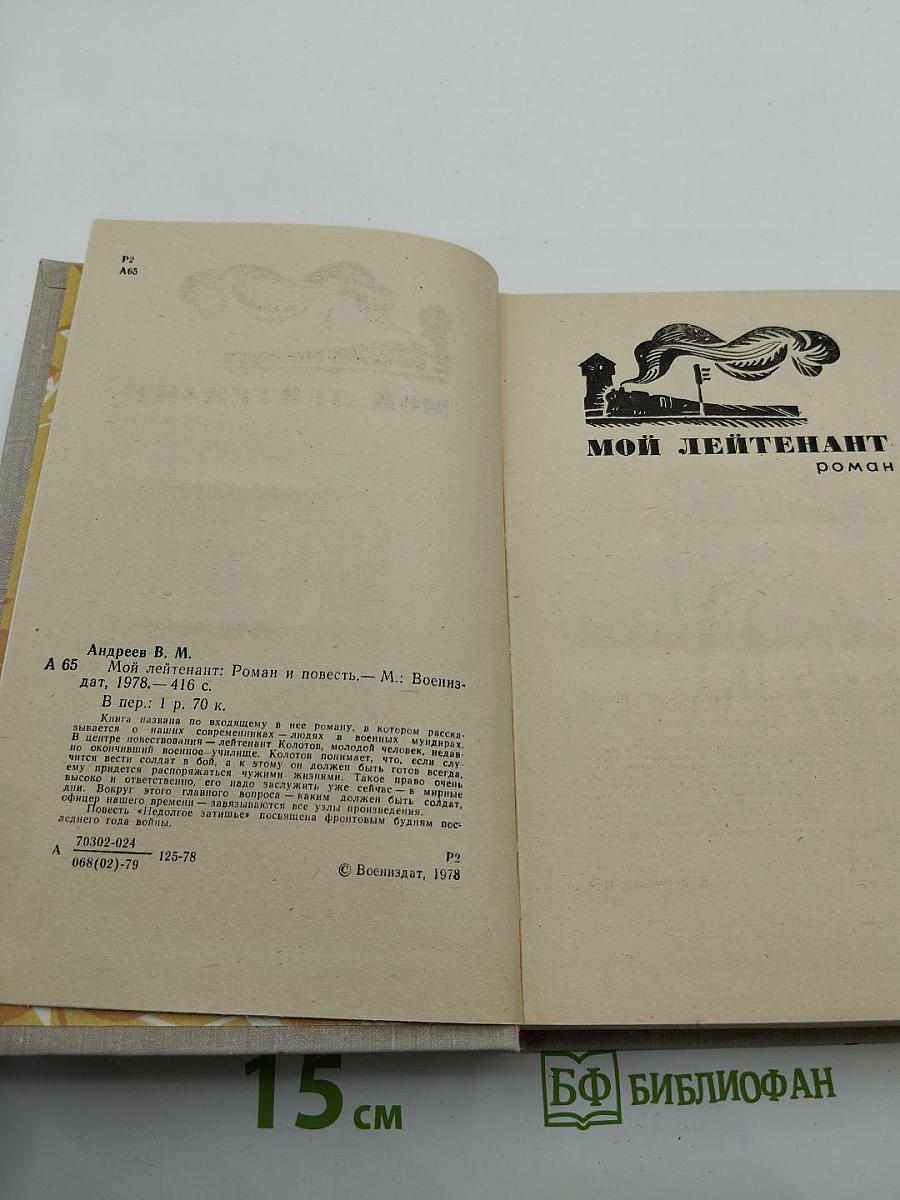 Р2
А65
Андреев В. М.
А 65 Мой лейтенант: Роман и повесть.— М.: Воениз-
дат, 1978.— 416 с.
В пер.: 1 р. 70 к.
Книга названа по входящему в нее роману, в котором расска-
зывается о наших современниках — людях в военных мундирах.
В центре повествования — лейтенант Колотов, молодой человек, недав-
но окончивший военное училище. Колотов понимает, что, если слу-
чится вести солдат в бой, а к этому он должен быть готов всегда,
ему придется распоряжаться чужими жизнями. Такое право очень
высоко и ответственно, его надо заслужить уже сейчас — в мирные
дни. Вокруг этого главного вопроса — каким должен быть солдат,
офицер нашего времени — завязываются все узлы произведения.
Повесть «Недолгое затишье» посвящена фронтовым будням пос-
леднего года войны.
А 70302-024
068(02)-79 125-78
Р2
© Воениздат, 1978
МОЙ ЛЕЙТЕНАНТ
роман
15 см
БФ БИБЛИОФАН